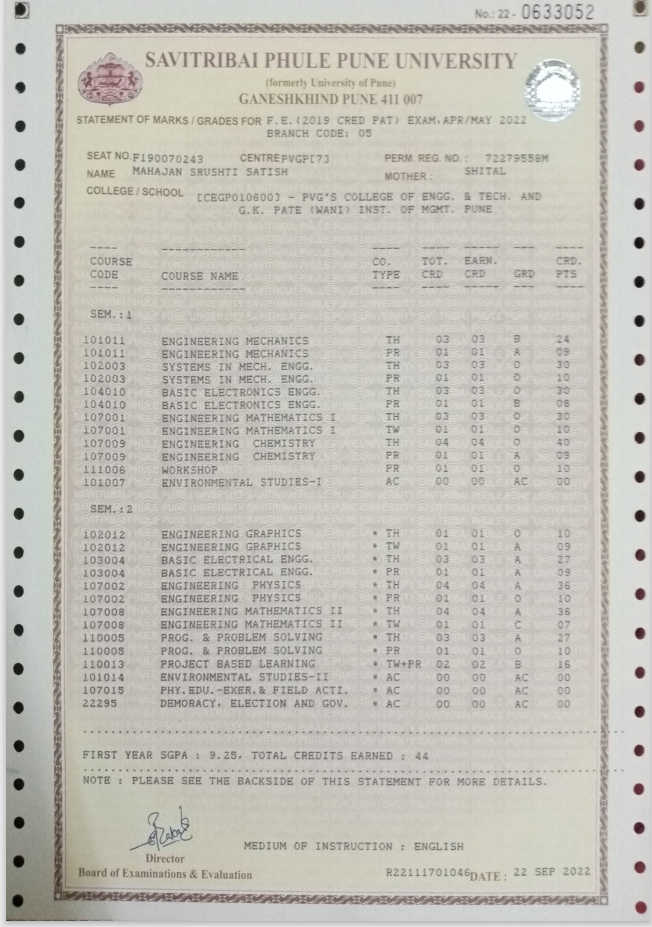 No.: 22 - 0633052
SAVITRIBAI PHULE PUNE UNIVERSITY
(formerly University of Pune)
GANESHKHIND PUNE 411 007
STATEMENT OF MARKS / GRADES FOR F.E.(2019 CRED PAT) EXAM,APR/MAY 2022
BRANCH CODE: 05
SEAT NO. F190070243 CENTRE PVGP[7] PERM. REG. NO. : 72279558M
NAME MAHAJAN SRUSHTI SATISH MOTHER : SHITAL
COLLEGE / SCHOOL [CEGP010600] - PVG'S COLLEGE OF ENGG. & TECH. AND
G.K. PATE (WANI) INST. OF MGMT. PUNE
---- ------------ ---- ---- ---- --- ----
COURSE CO. TOT. EARN. CRD.
CODE COURSE NAME TYPE CRD CRD GRD PTS
---- ------------ ---- ---- ---- --- ----
SEM.:1
101011 ENGINEERING MECHANICS TH 03 03 B 24
101011 ENGINEERING MECHANICS PR 01 01 A 09
102003 SYSTEMS IN MECH. ENGG. TH 03 03 O 30
102003 SYSTEMS IN MECH. ENGG. PR 01 01 O 10
104010 BASIC ELECTRONICS ENGG. TH 03 03 O 30
104010 BASIC ELECTRONICS ENGG. PR 01 01 B 08
107001 ENGINEERING MATHEMATICS I TH 03 03 O 30
107001 ENGINEERING MATHEMATICS I TW 01 01 O 10
107009 ENGINEERING CHEMISTRY TH 04 04 O 40
107009 ENGINEERING CHEMISTRY PR 01 01 A 09
111006 WORKSHOP PR 01 01 O 10
101007 ENVIRONMENTAL STUDIES-I AC 00 00 AC 00
SEM.:2
102012 ENGINEERING GRAPHICS * TH 01 01 O 10
102012 ENGINEERING GRAPHICS * TW 01 01 A 09
103004 BASIC ELECTRICAL ENGG. * TH 03 03 A 27
103004 BASIC ELECTRICAL ENGG. * PR 01 01 A 09
107002 ENGINEERING PHYSICS * TH 04 04 A 36
107002 ENGINEERING PHYSICS * PR 01 01 O 10
107008 ENGINEERING MATHEMATICS II * TH 04 04 A 36
107008 ENGINEERING MATHEMATICS II * TW 01 01 C 07
110005 PROG. & PROBLEM SOLVING * TH 03 03 A 27
110005 PROG. & PROBLEM SOLVING * PR 01 01 O 10
110013 PROJECT BASED LEARNING * TW+PR 02 02 B 16
101014 ENVIRONMENTAL STUDIES-II * AC 00 00 AC 00
107015 PHY.EDU.-EXER.& FIELD ACTI. * AC 00 00 AC 00
22295 DEMORACY, ELECTION AND GOV. * AC 00 00 AC 00
FIRST YEAR SGPA : 9.25, TOTAL CREDITS EARNED : 44
NOTE : PLEASE SEE THE BACKSIDE OF THIS STATEMENT FOR MORE DETAILS.
MEDIUM OF INSTRUCTION : ENGLISH
Director
Board of Examinations & Evaluation R22111701046 DATE : 22 SEP 2022